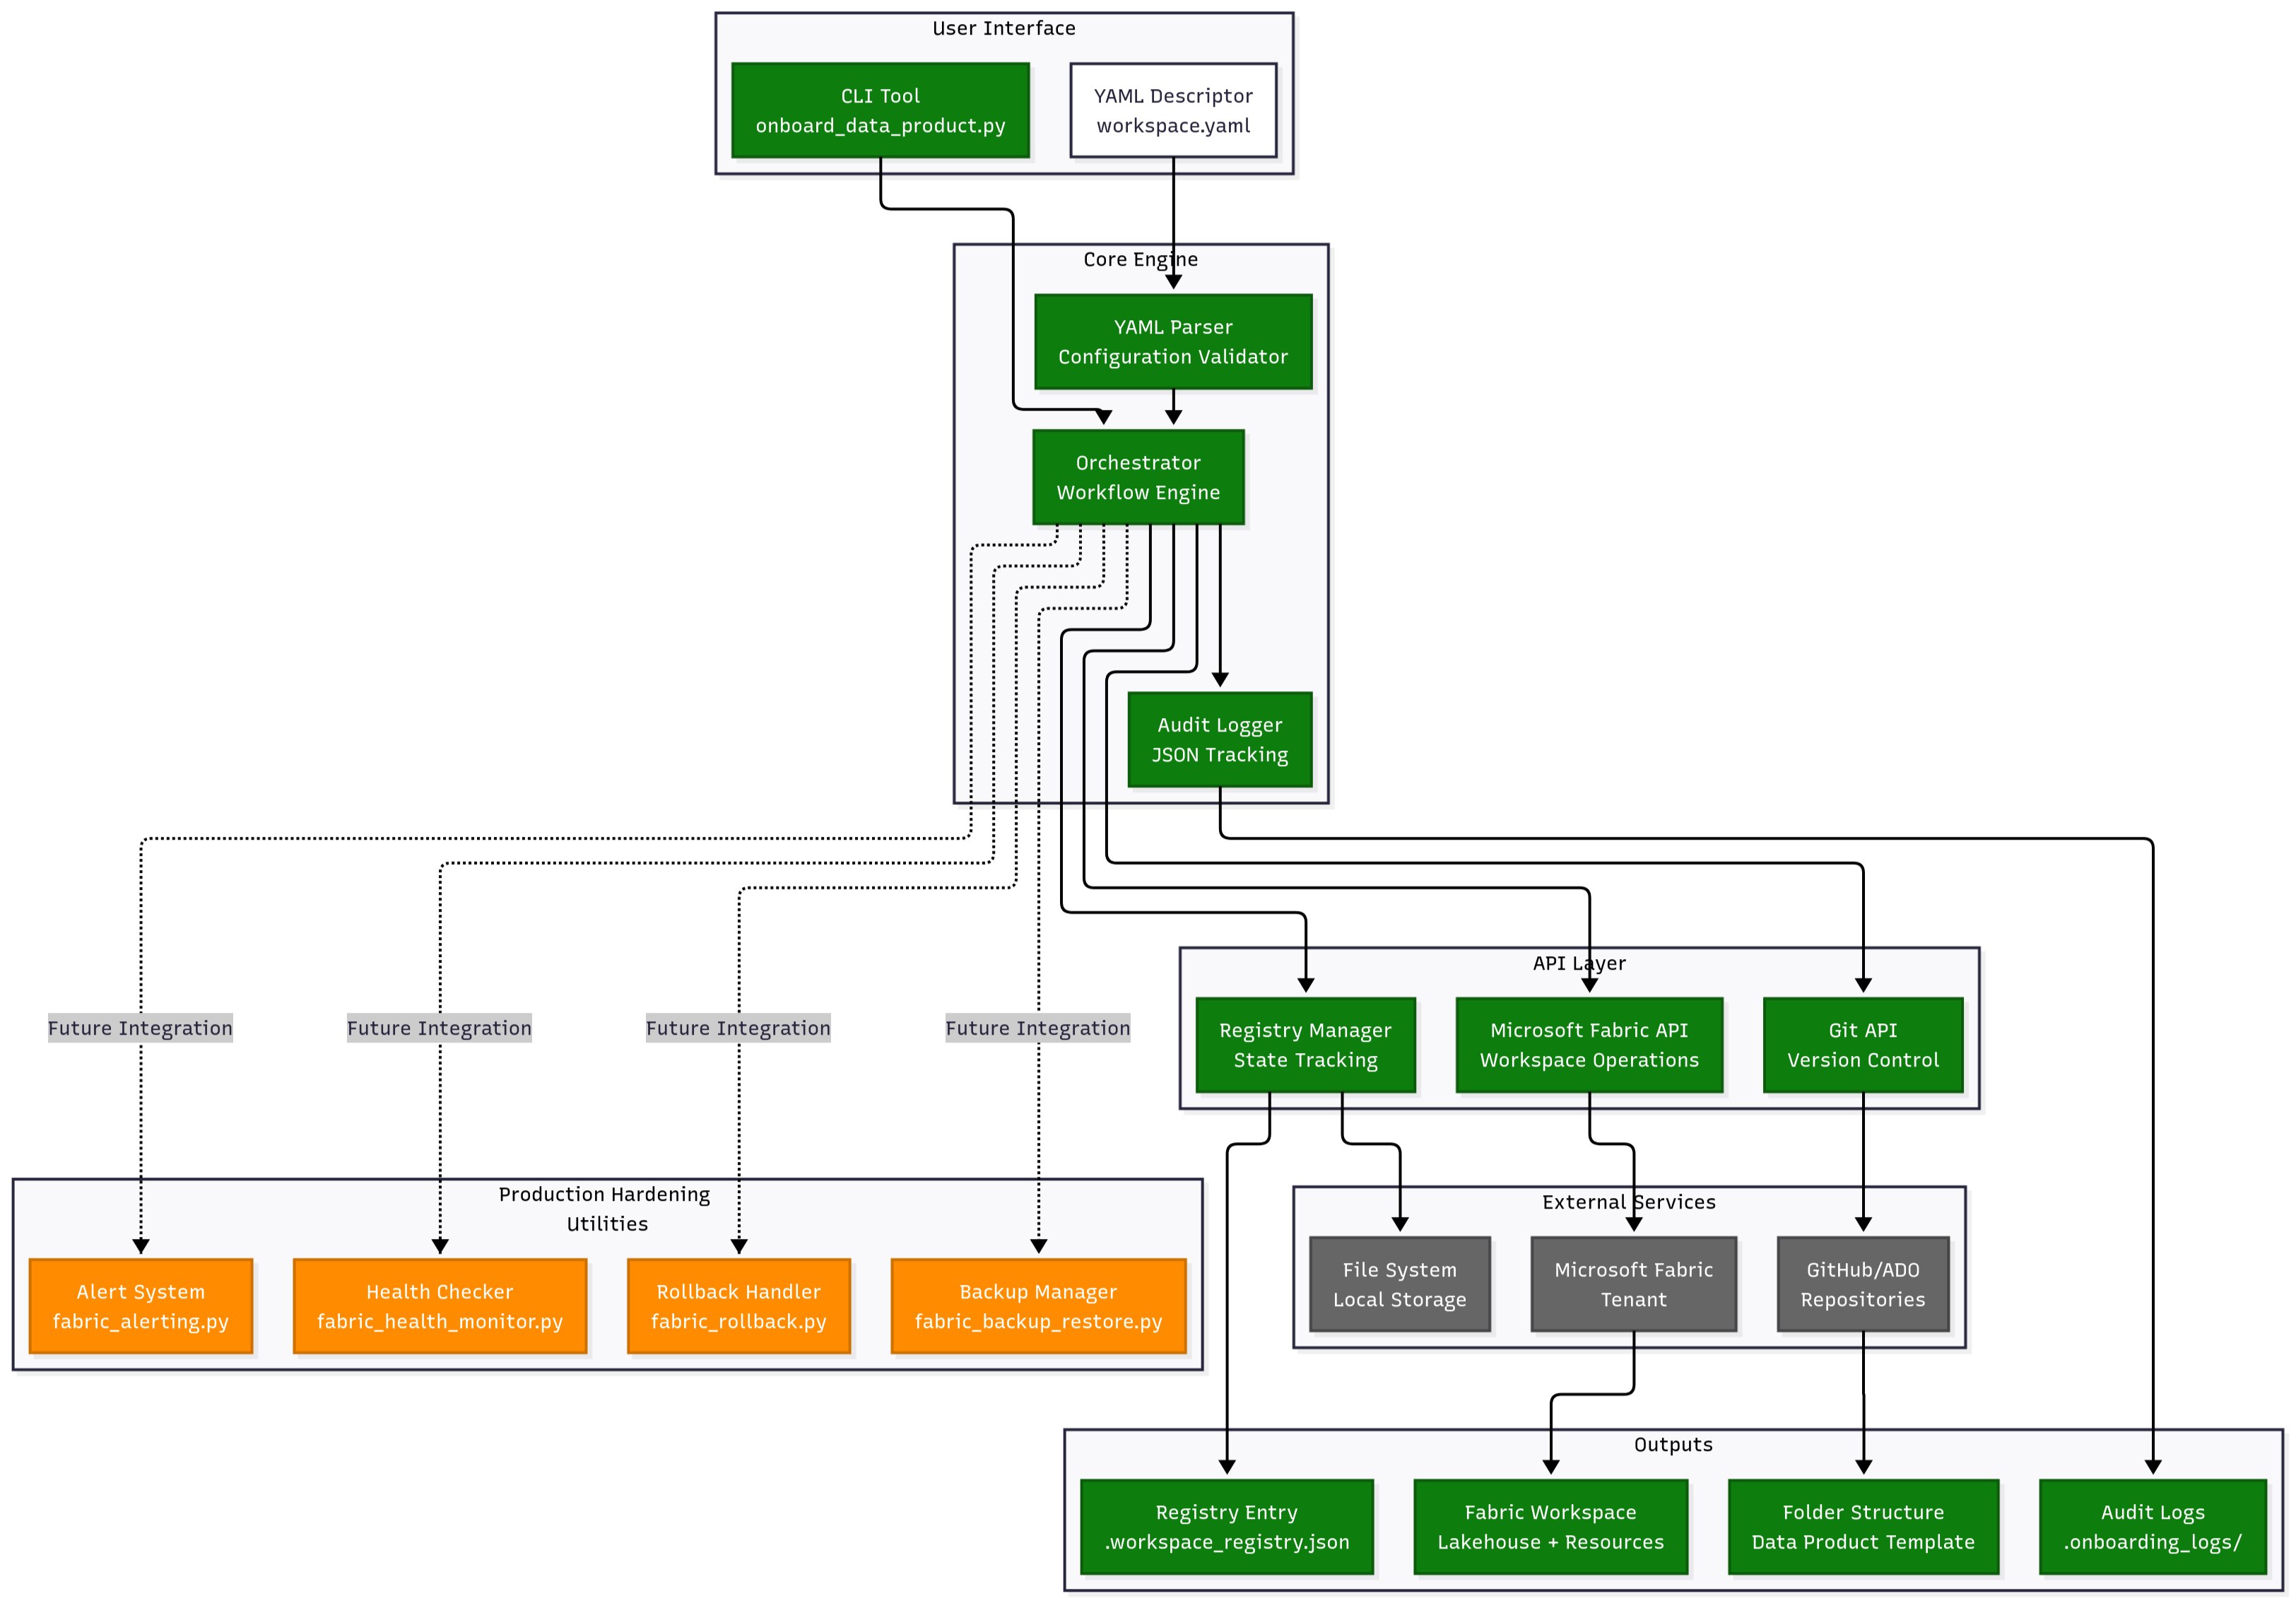 User Interface
CLI Tool
onboard_data_product.py
YAML Descriptor
workspace.yaml
Core Engine
YAML Parser
Configuration Validator
Orchestrator
Workflow Engine
Audit Logger
JSON Tracking
Future Integration
Future Integration
Future Integration
Future Integration
API Layer
Registry Manager
State Tracking
Microsoft Fabric API
Workspace Operations
Git API
Version Control
Production Hardening
Utilities
Alert System
fabric_alerting.py
Health Checker
fabric_health_monitor.py
Rollback Handler
fabric_rollback.py
Backup Manager
fabric_backup_restore.py
External Services
File System
Local Storage
Microsoft Fabric
Tenant
GitHub/ADO
Repositories
Outputs
Registry Entry
.workspace_registry.json
Fabric Workspace
Lakehouse + Resources
Folder Structure
Data Product Template
Audit Logs
.onboarding_logs/